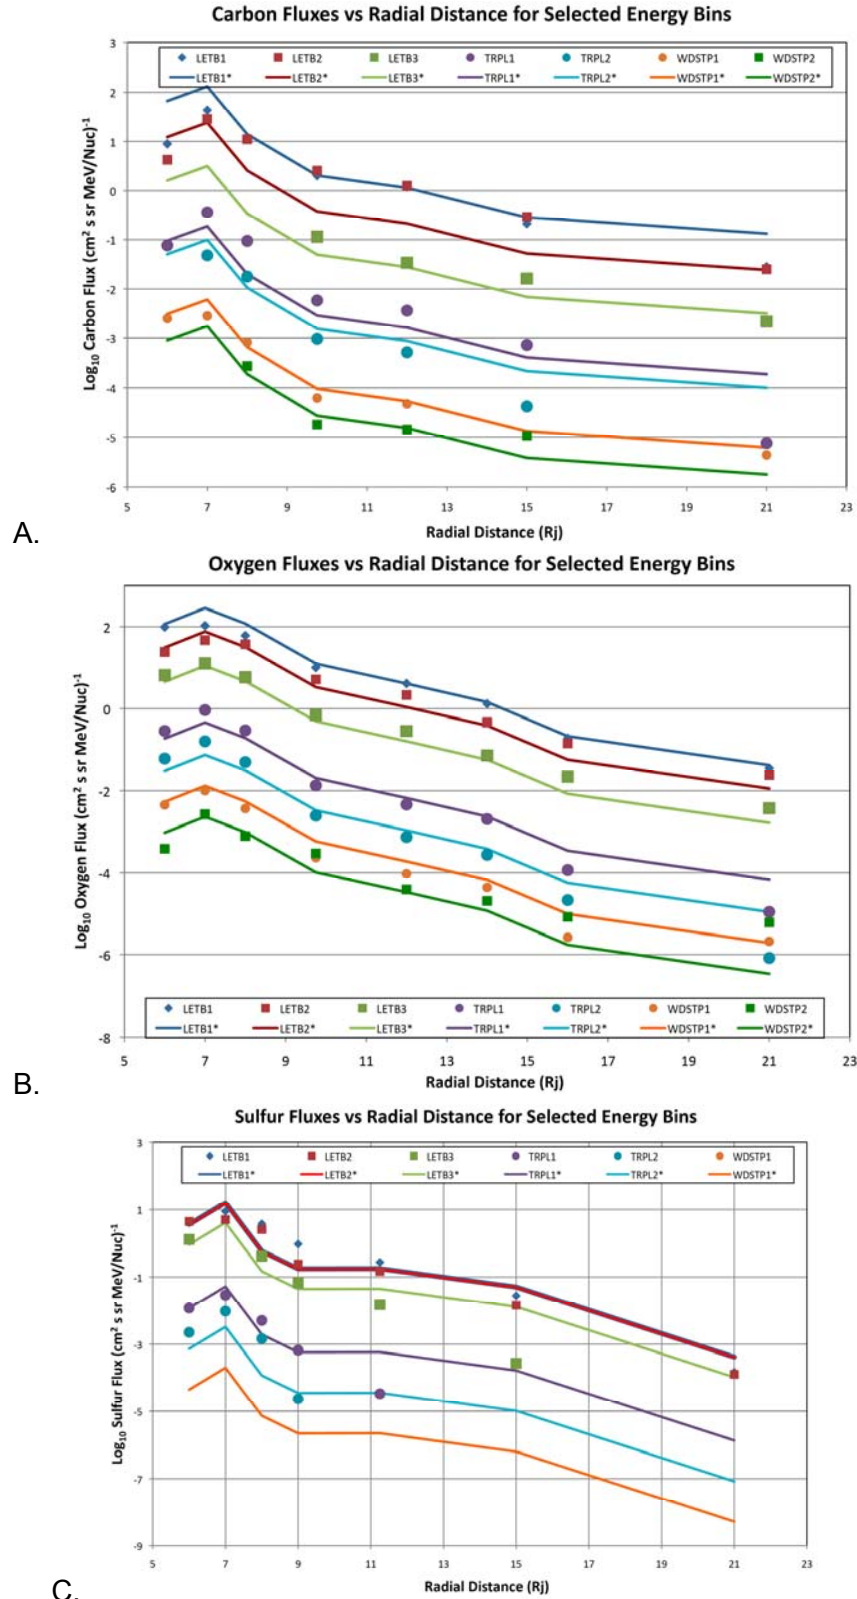 Carbon Fluxes vs Radial Distance for Selected Energy Bins
3
LETB1 LETB2 LETB3 TRPL1 TRPL2 WDSTP1 WDSTP2
LETB1* LETB2* LETB3* TRPL1* TRPL2* WDSTP1* WDSTP2*
2
1
0
-1
-2
-3
-4
-5
-6
Log10 Carbon Flux (cm2 s sr MeV/Nuc)-1
5 7 9 11 13 15 17 19 21 23
Radial Distance (Rj)
A.
Oxygen Fluxes vs Radial Distance for Selected Energy Bins
2
0
-2
-4
-6
-8
Log10 Oxygen Flux (cm2 s sr MeV/Nuc)-1
LETB1 LETB2 LETB3 TRPL1 TRPL2 WDSTP1 WDSTP2
LETB1* LETB2* LETB3* TRPL1* TRPL2* WDSTP1* WDSTP2*
5 7 9 11 13 15 17 19 21 23
Radial Distance (Rj)
B.
Sulfur Fluxes vs Radial Distance for Selected Energy Bins
3
LETB1 LETB2 LETB3 TRPL1 TRPL2 WDSTP1
LETB1* LETB2* LETB3* TRPL1* TRPL2* WDSTP1*
1
-1
-3
-5
-7
-9
Log10 Sulfur Flux (cm2 s sr MeV/Nuc)-1
5 7 9 11 13 15 17 19 21 23
Radial Distance (Rj)
C.